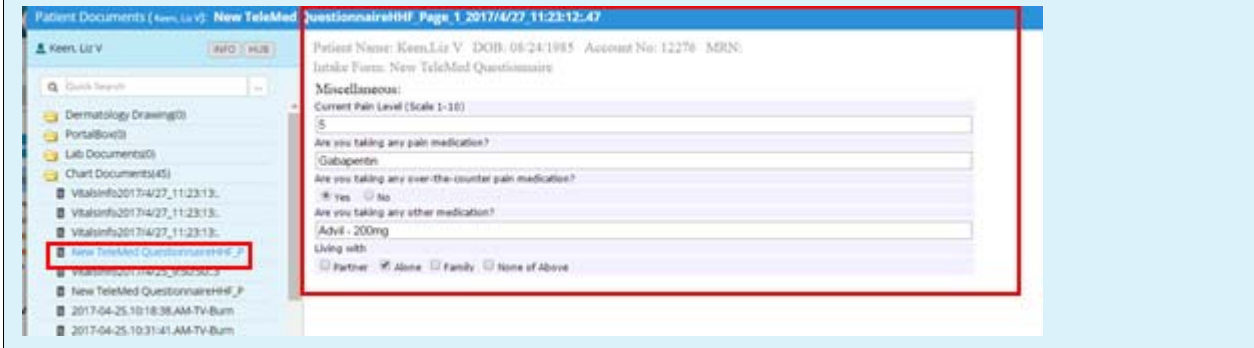 Patient Documents (Keen, Liz V): New TeleMed QuestionnaireHHF_Page_1_2017/4/27_11:23:12:.47
Keen, Liz V INFO HUB
Quick Search ...
Dermatology Drawing(0)
PortalBox(0)
Lab Documents(0)
Chart Documents(45)
VitalsInfo2017/4/27_11:23:13:.
VitalsInfo2017/4/27_11:23:13:.
VitalsInfo2017/4/27_11:23:13:.
New TeleMed QuestionnaireHHF_P
VitalsInfo2017/4/25_9:50:50:.5
New TeleMed QuestionnaireHHF_P
2017-04-25.10:18:38.AM-TV-Burn
2017-04-25.10:31:41.AM-TV-Burn
Patient Name: Keen,Liz V DOB: 08/24/1985 Account No: 12276 MRN:
Intake Form: New TeleMed Questionnaire
Miscellaneous:
Current Pain Level (Scale 1-10)
5
Are you taking any pain medication?
Gabapentin
Are you taking any over-the-counter pain medication?
Yes No
Are you taking any other medication?
Advil - 200mg
Living with
Partner Alone Family None of Above